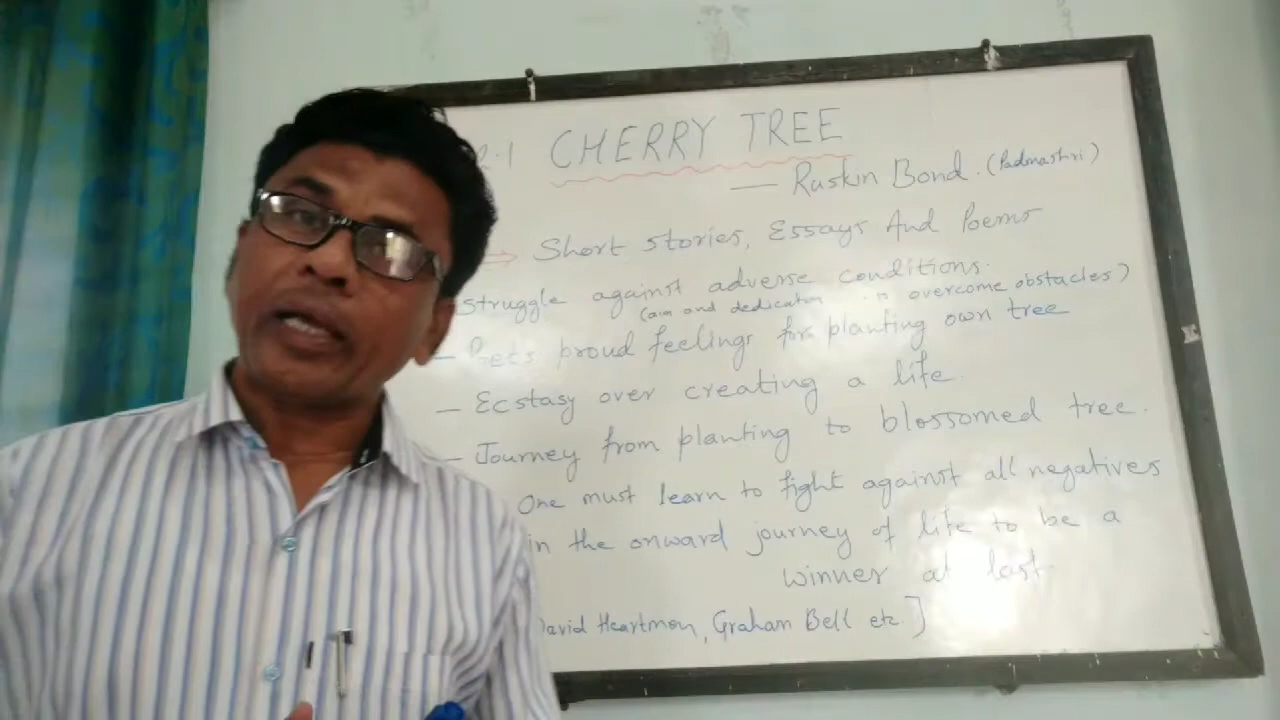 2.1 CHERRY TREE
— Ruskin Bond. (Padmashri)
Short stories, Essays And Poems
struggle against adverse conditions.
(aim and dedication to overcome obstacles)
- Gets proud feelings for planting own tree
- Ecstasy over creating a life.
- Journey from planting to blossomed tree.
One must learn to fight against all negatives
in the onward journey of life to be a
winner at last
David Heartmon, Graham Bell etc.]